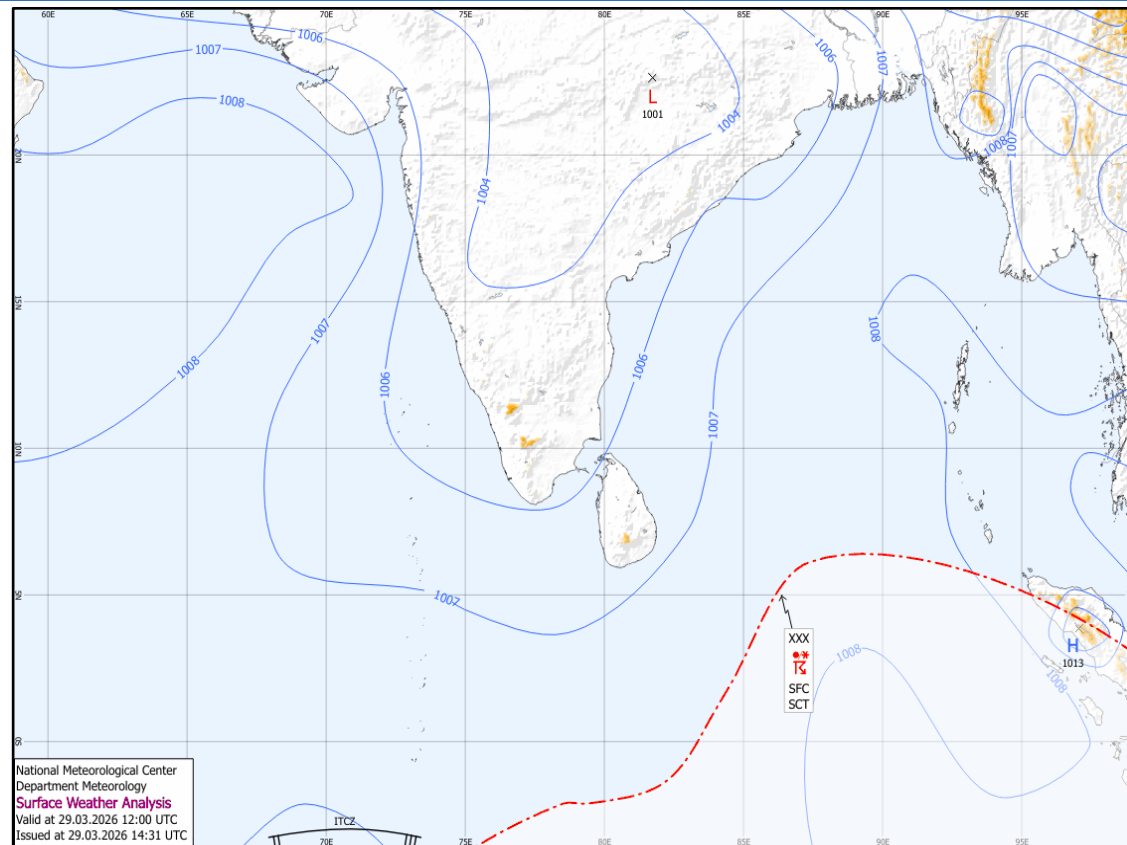 60E 65E 70E 75E 80E 85E 90E 95E
1006
1007
1006
1007
1008
L
1001
1004
1007
1008
20N
1004
15N
1008
1007
1008
1006
1006
1007
10N
1007
5N
XXX
SFC
SCT
1008
H
1013
1008
National Meteorological Center
Department Meteorology
Surface Weather Analysis
Valid at 29.03.2026 12:00 UTC
Issued at 29.03.2026 14:31 UTC
ITCZ
70E 75E 80E 85E 90E 95E